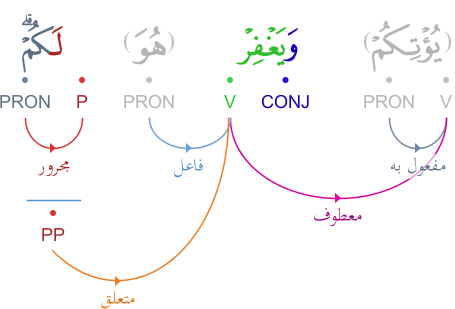 (يُؤْتِكُمْ) وَيَغْفِرْ (هُوَ) لَكُمْ ۗ
PRON P PRON V CONJ PRON V
مجرور فاعل مفعول به
معطوف
PP
متعلق